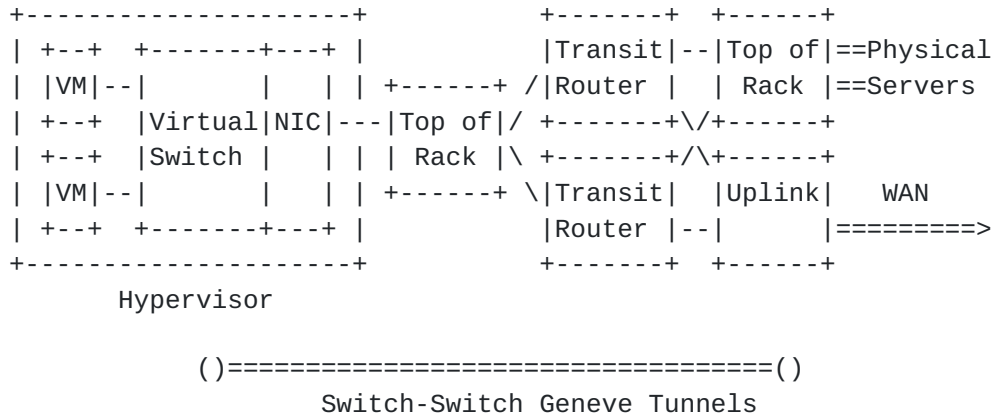 +---------------------+           +-------+  +------+
| +--+  +-------+---+ |           |Transit|--|Top of|==Physical
| |VM|--|       |   | | +------+ /|Router |  | Rack |==Servers
| +--+  |Virtual|NIC|---|Top of|/ +-------+\/+------+
| +--+  |Switch |   | | | Rack |\ +-------+/\+------+
| |VM|--|       |   | | +------+ \|Transit|  |Uplink|   WAN
| +--+  +-------+---+ |           |Router |--|      |=========>
+---------------------+           +-------+  +------+
       Hypervisor

            ()===================================()
                    Switch-Switch Geneve Tunnels